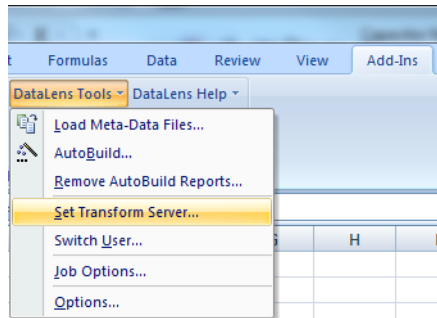 Formulas Data Review View Add-Ins
DataLens Tools DataLens Help
Load Meta-Data Files...
AutoBuild...
Remove AutoBuild Reports...
Set Transform Server...
Switch User...
H
Job Options...
Options...